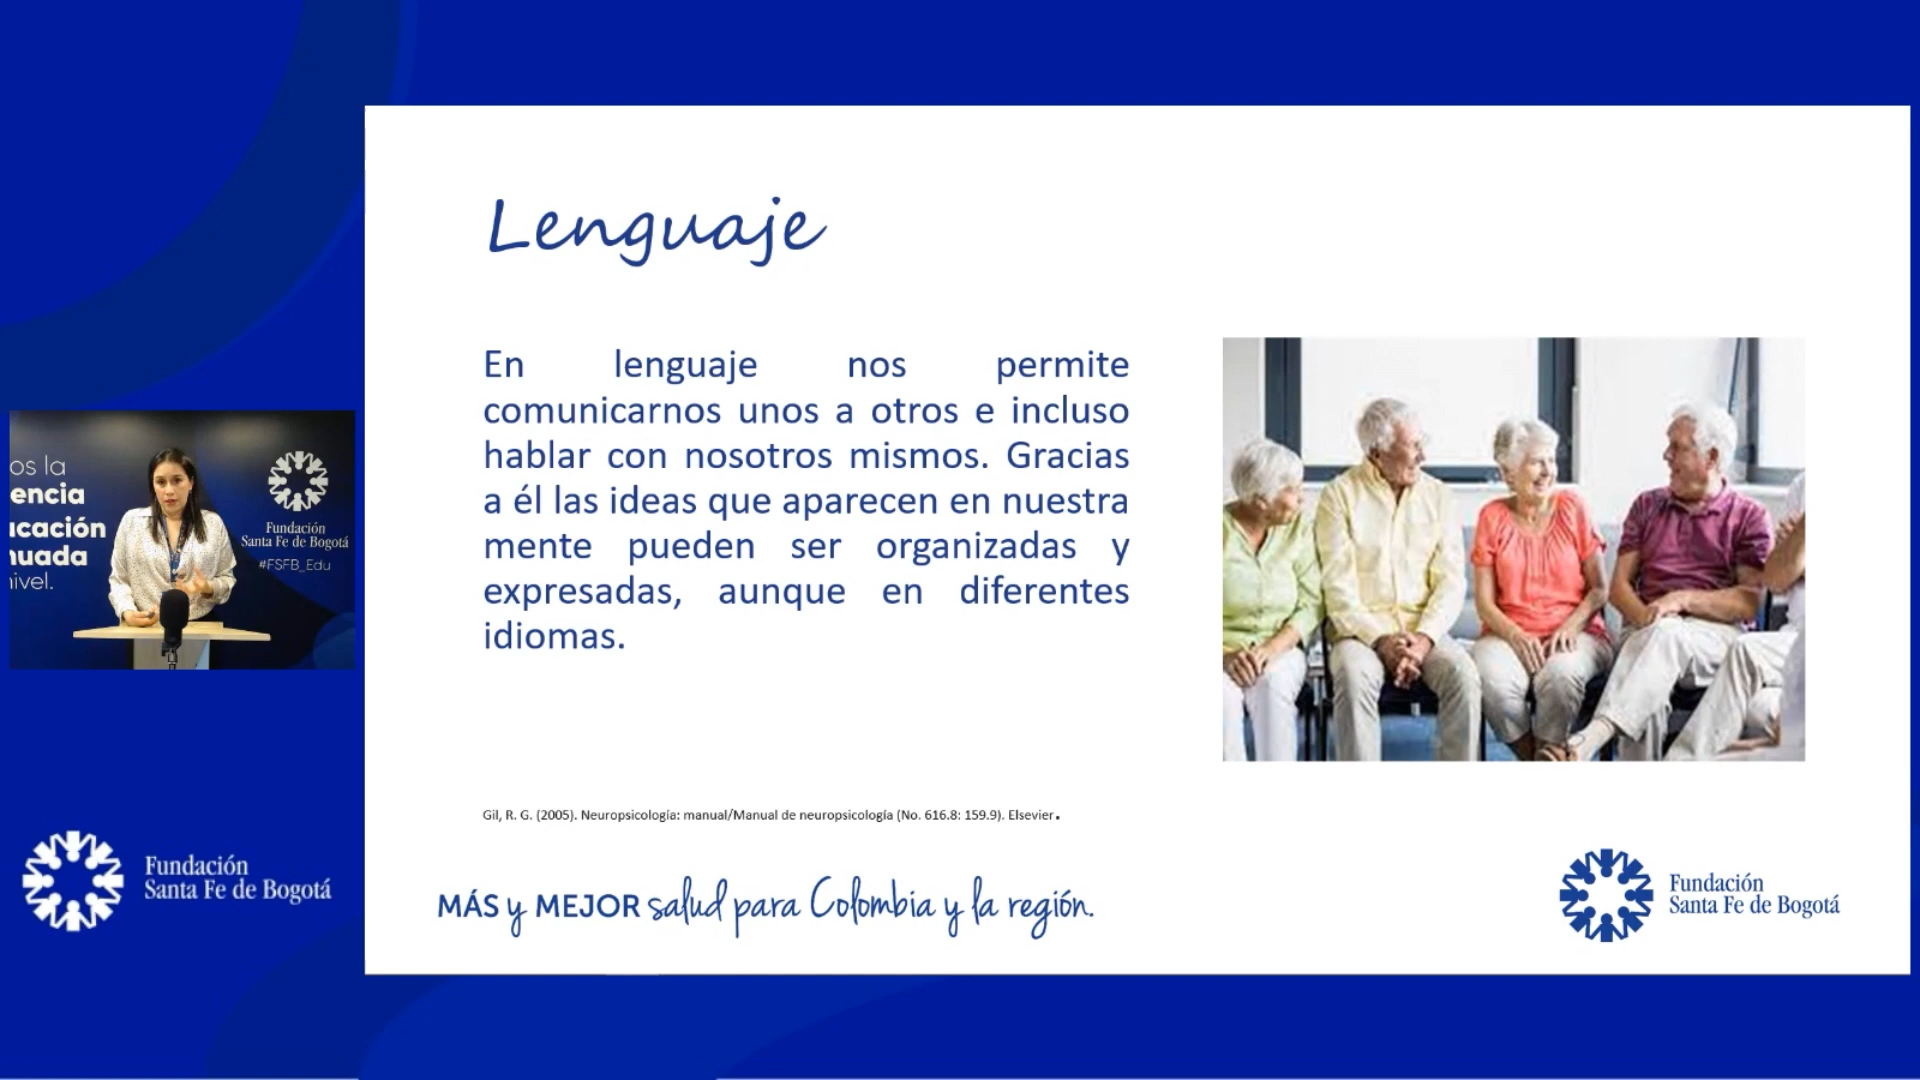 Lenguaje
En lenguaje nos permite
comunicarnos unos a otros e incluso
hablar con nosotros mismos. Gracias
a él las ideas que aparecen en nuestra
mente pueden ser organizadas y
expresadas, aunque en diferentes
idiomas.
Gil, R. G. (2005). Neuropsicología: manual/Manual de neuropsicología (No. 616.8: 159.9). Elsevier.
MÁS y MEJOR salud para Colombia y la región.
Fundación
Santa Fe de Bogotá
os la
encia
ucación
nuada
nivel.
Fundación
Santa Fe de Bogotá
#FSFB_Edu
Fundación
Santa Fe de Bogotá